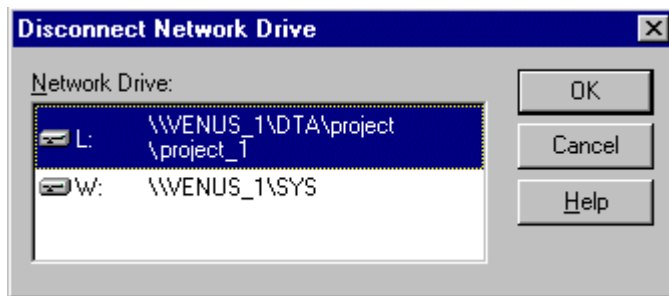 Disconnect Network Drive
Network Drive:
L: \\VENUS_1\DTA\project
\project_1
W: \\VENUS_1\SYS
OK
Cancel
Help